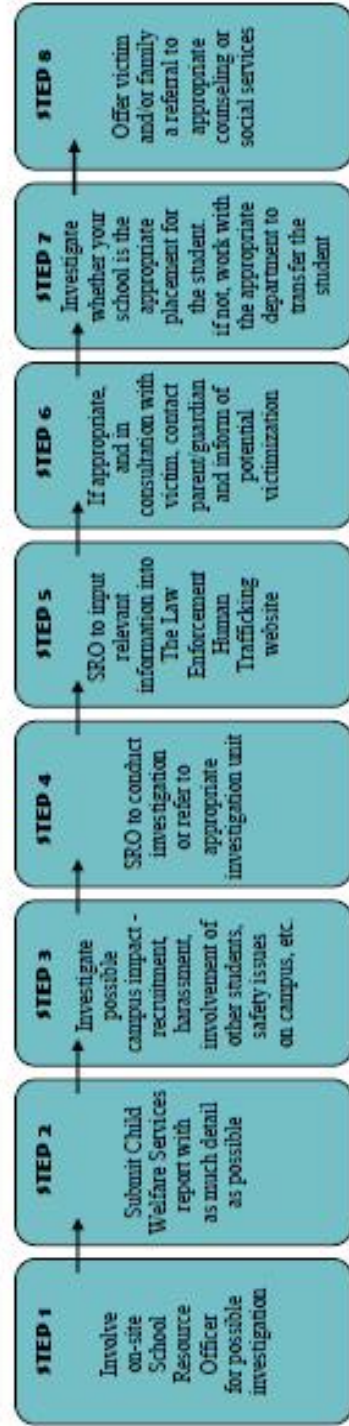 STEP 1
Involve
on-site
School
Resource
Officer
for possible
investigation
STEP 2
Submit Child
Welfare Services
report with
as much detail
as possible
STEP 3
Investigate
possible
campus impact -
recruitment,
harassment,
involvement of
other students,
safety issues
on campus, etc.
STEP 4
SRO to conduct
investigation
or refer to
appropriate
investigation unit
STEP 5
SRO to input
relevant
information into
The Law
Enforcement
Human
Trafficking
website
STEP 6
If appropriate,
and in
consultation with
victim, contact
parent/guardian
and inform of
potential
victimization
STEP 7
Investigate
whether your
school is the
appropriate
placement for
the student.
if not, work with
the appropriate
department to
transfer the
student
STEP 8
Offer victim
and/or family
a referral to
appropriate
counseling or
social services